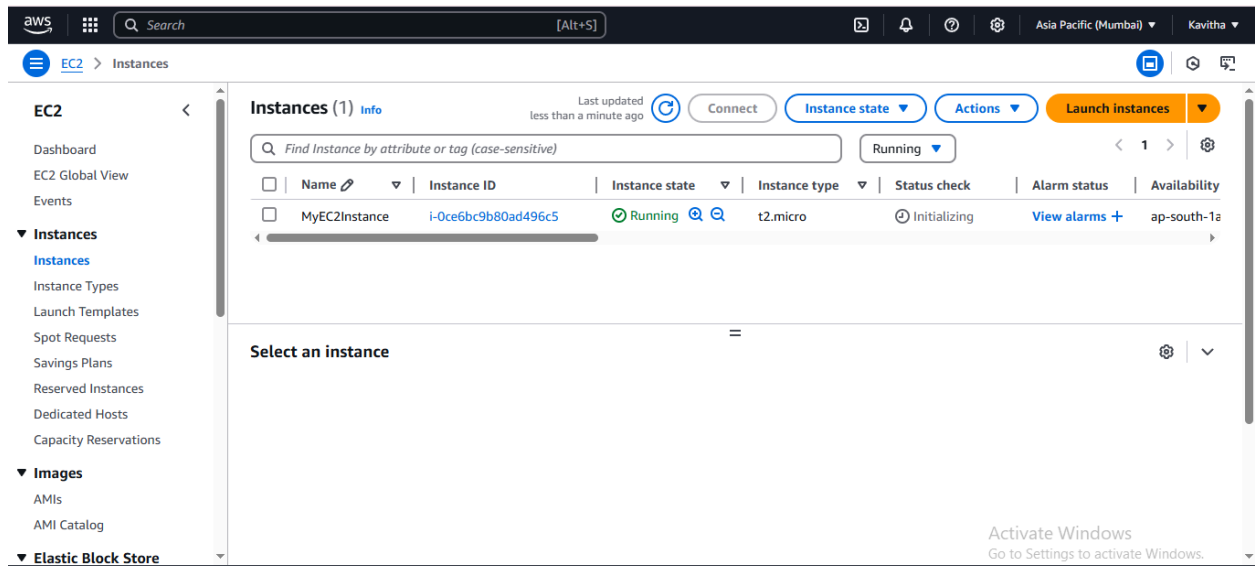 aws Search [Alt+S] Asia Pacific (Mumbai) Kavitha
EC2 > Instances
EC2
Dashboard
EC2 Global View
Events
Instances
Instances
Instance Types
Launch Templates
Spot Requests
Savings Plans
Reserved Instances
Dedicated Hosts
Capacity Reservations
Images
AMIs
AMI Catalog
Elastic Block Store
Instances (1) Info
Last updated
less than a minute ago
Connect Instance state Actions Launch instances
Find Instance by attribute or tag (case-sensitive) Running 1
Name Instance ID Instance state Instance type Status check Alarm status Availability
MyEC2Instance i-0ce6bc9b80ad496c5 Running t2.micro Initializing View alarms + ap-south-1a
Select an instance
Activate Windows
Go to Settings to activate Windows.